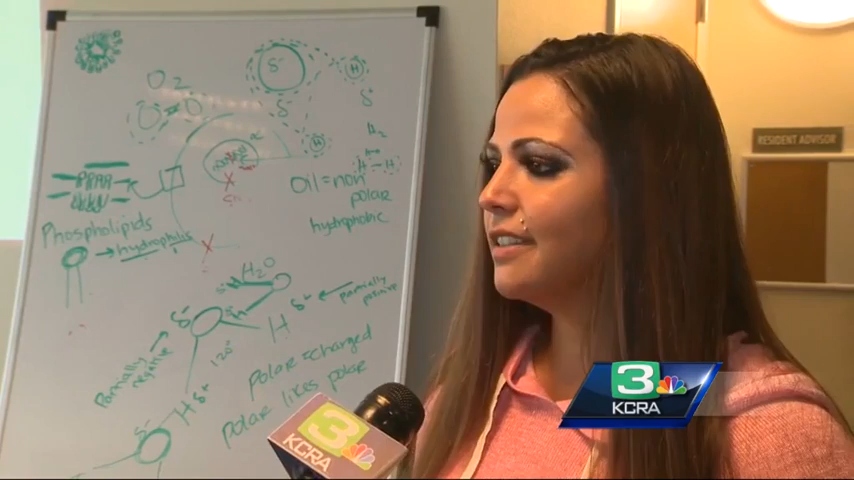 O2
δ-
H
δ+
δ-
H
H2
H-H
Oil = non
polar
hydrophobic
Phospholipids
→ hydrophilic
H2O
δ-
H δ+
partially
positive
partially
negative
120°
Polar = charged
polar likes polar
H δ+
δ-
RESIDENT ADVISOR
3
KCRA
3
KCRA